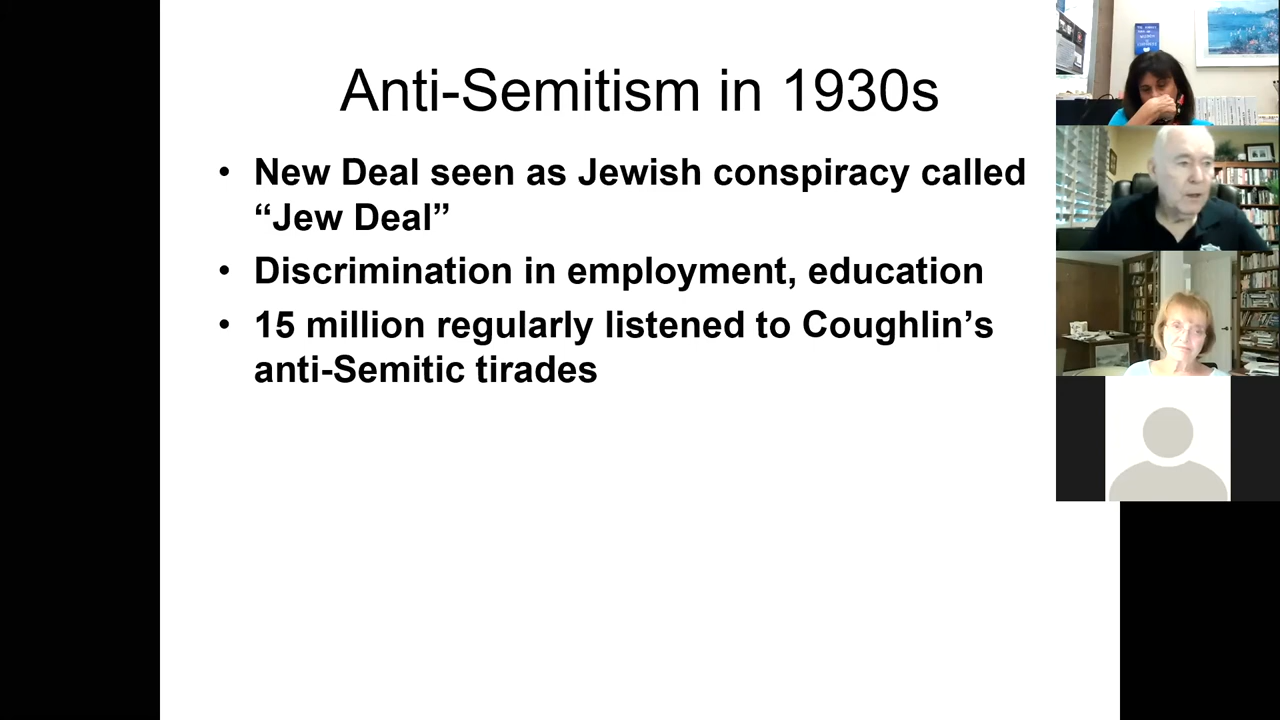 Anti-Semitism in 1930s
• New Deal seen as Jewish conspiracy called
“Jew Deal”
• Discrimination in employment, education
• 15 million regularly listened to Coughlin’s
anti-Semitic tirades